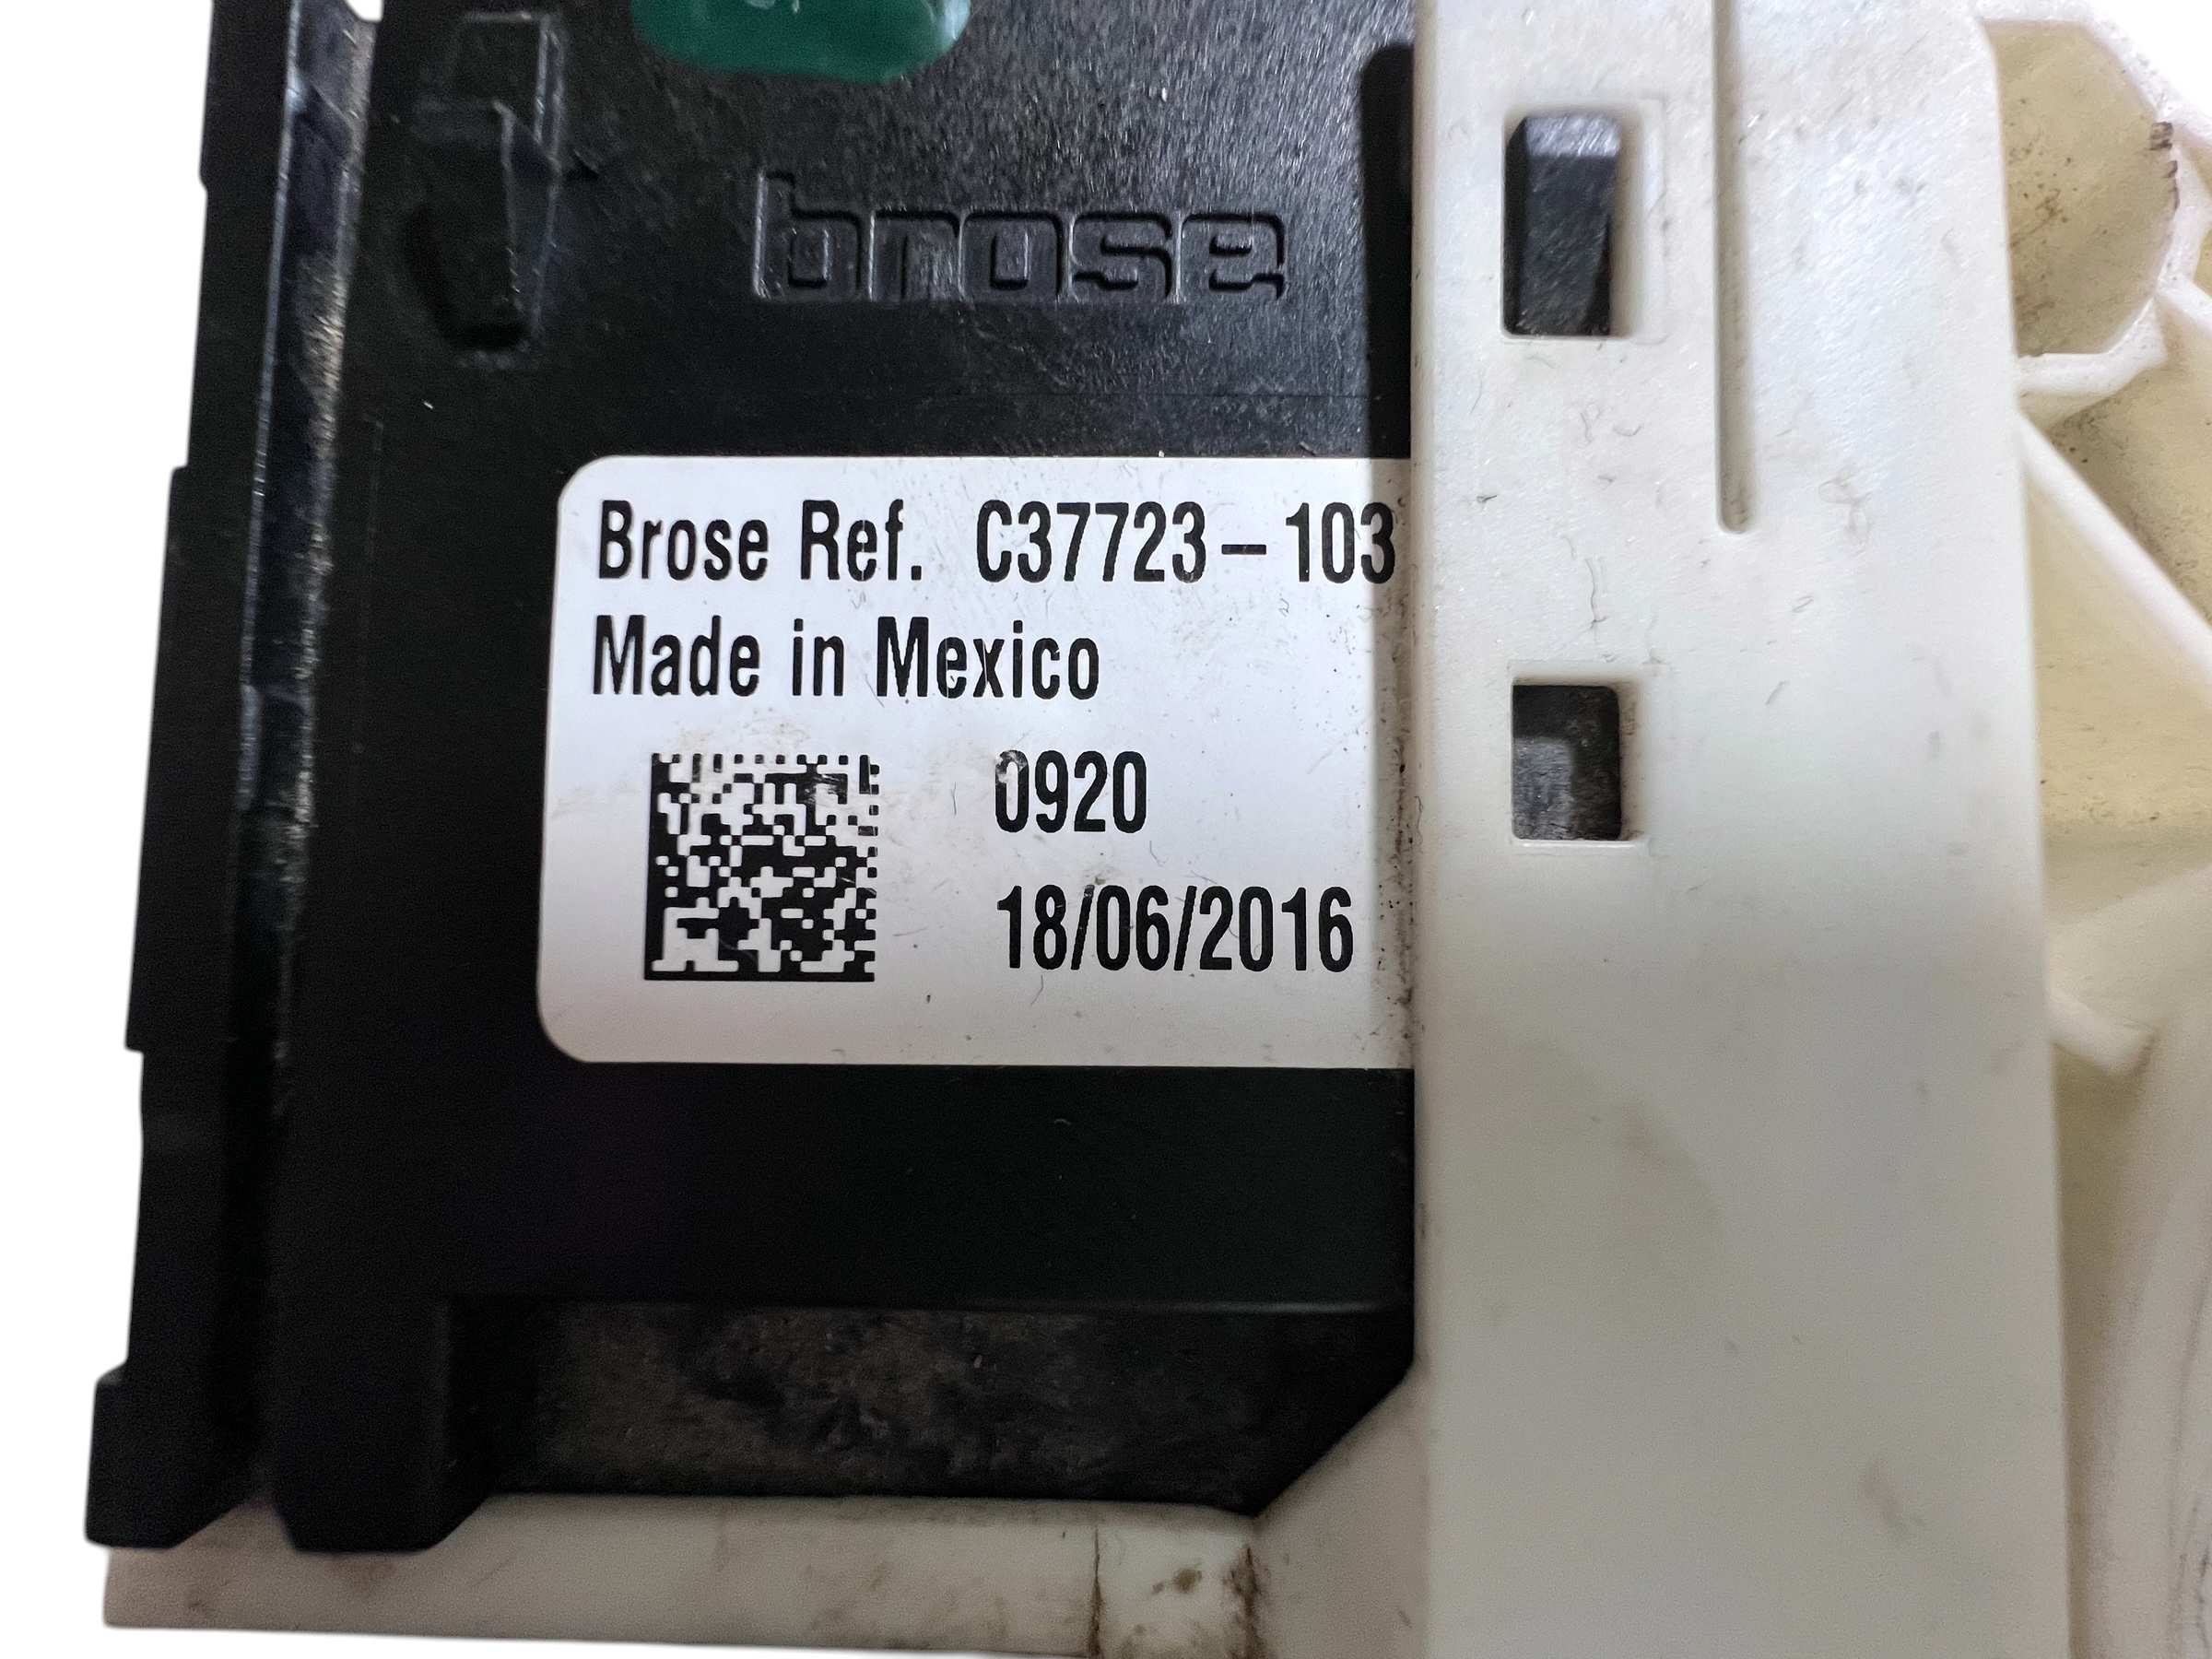 brose
Brose Ref. C37723-103
Made in Mexico
0920
18/06/2016